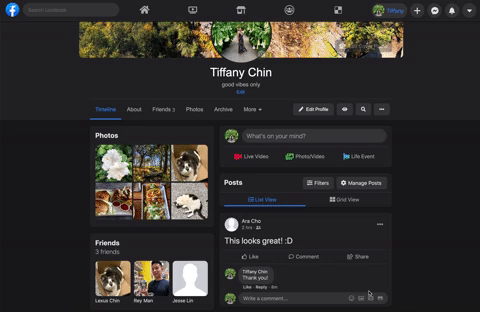 Search Lookbook
Tiffany
Tiffany Chin
good vibes only
Edit
Timeline
About
Friends 3
Photos
Archive
More
Edit Profile
Photos
What's on your mind?
Live Video
Photo/Video
Life Event
Posts
Filters
Manage Posts
List View
Grid View
Ara Cho
2 hrs
This looks great! :D
Like
Comment
Share
Tiffany Chin
Thank you!
Like · Reply · 8m
Write a comment...
Friends
3 friends
Lexus Chin
Rey Man
Jesse Lin